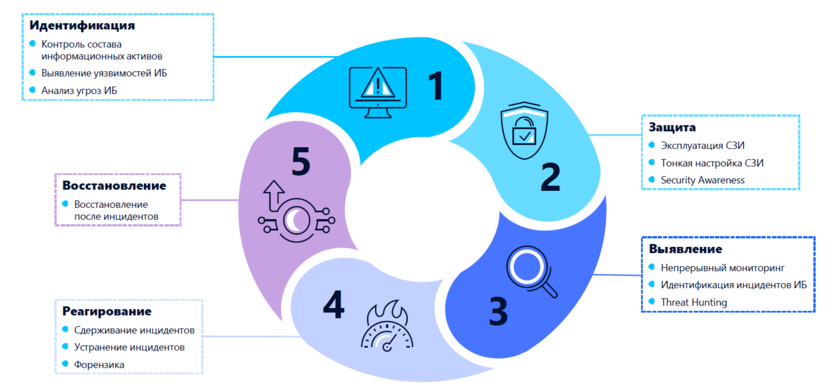 Идентификация
Контроль состава
информационных активов
Выявление уязвимостей ИБ
Анализ угроз ИБ
1
2
Защита
Эксплуатация СЗИ
Тонкая настройка СЗИ
Security Awareness
3
Выявление
Непрерывный мониторинг
Идентификация инцидентов ИБ
Threat Hunting
4
Реагирование
Сдерживание инцидентов
Устранение инцидентов
Форензика
5
Восстановление
Восстановление
после инцидентов